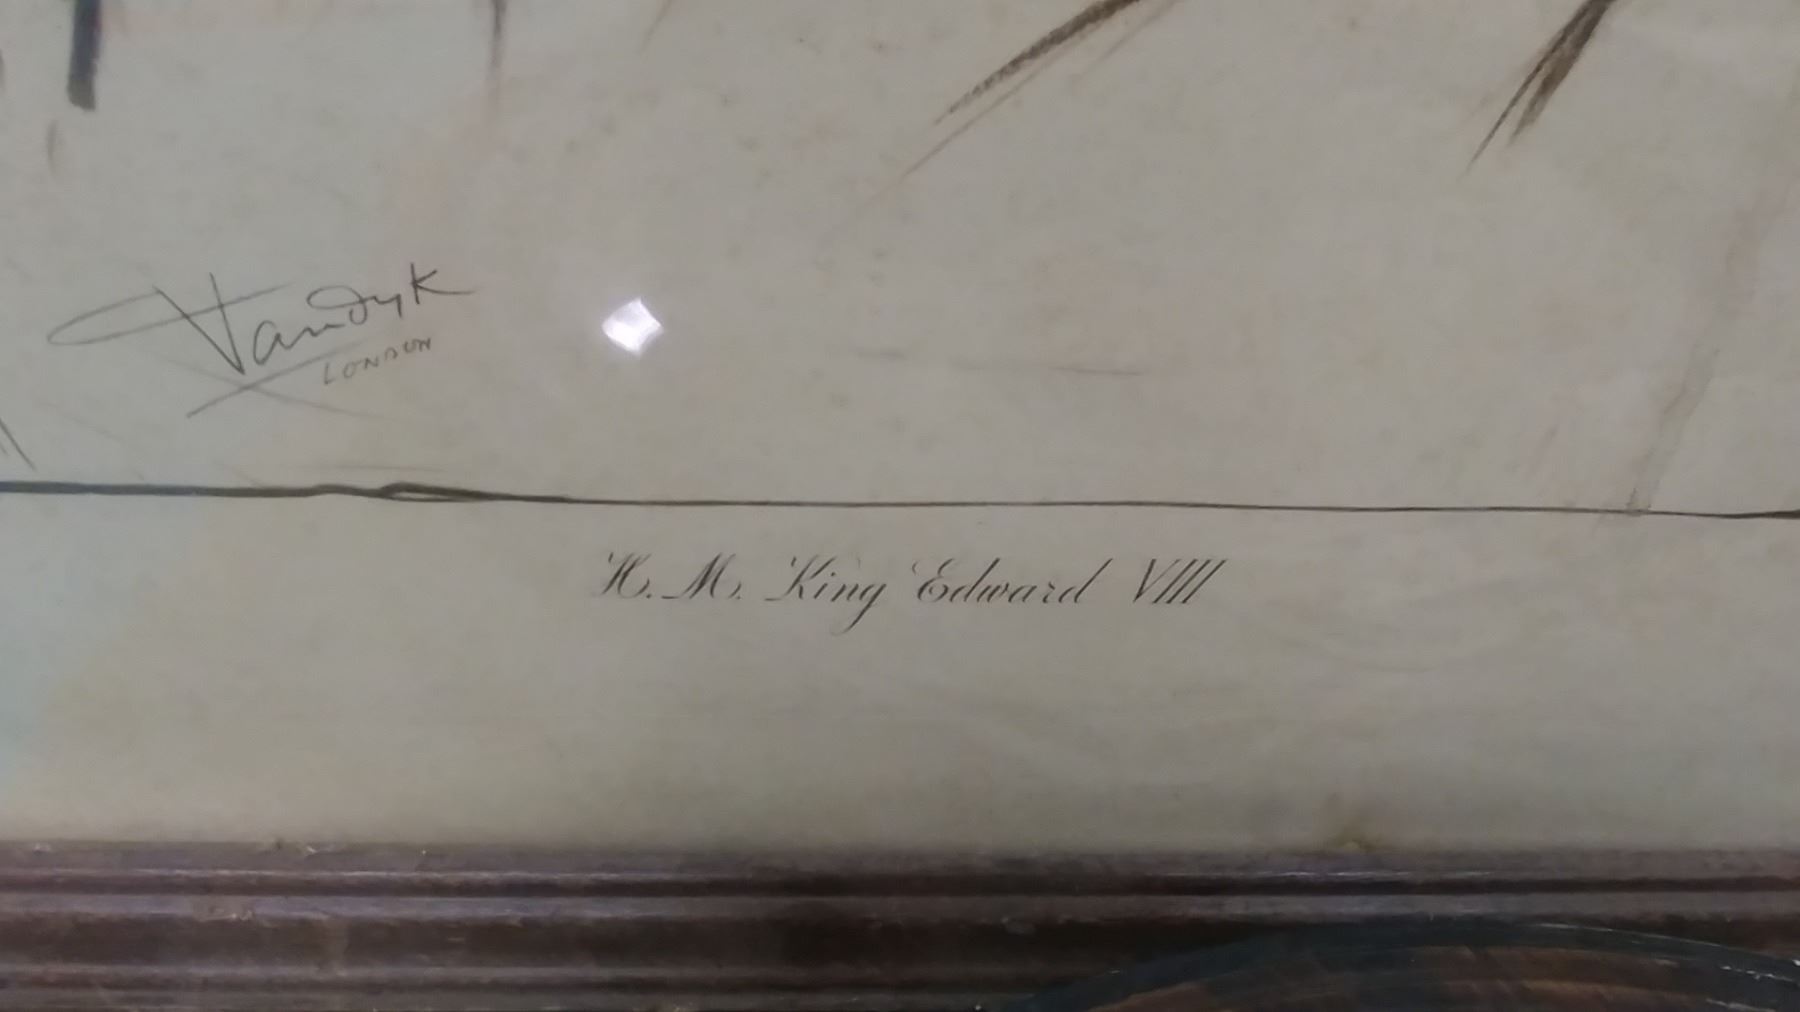 Vandyk
LONDON
H. M. King Edward VIII